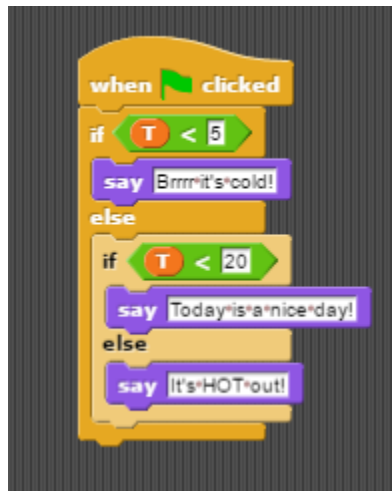 when clicked
if T < 5
say Brrrr it's cold!
else
if T < 20
say Today is a nice day!
else
say It's HOT out!